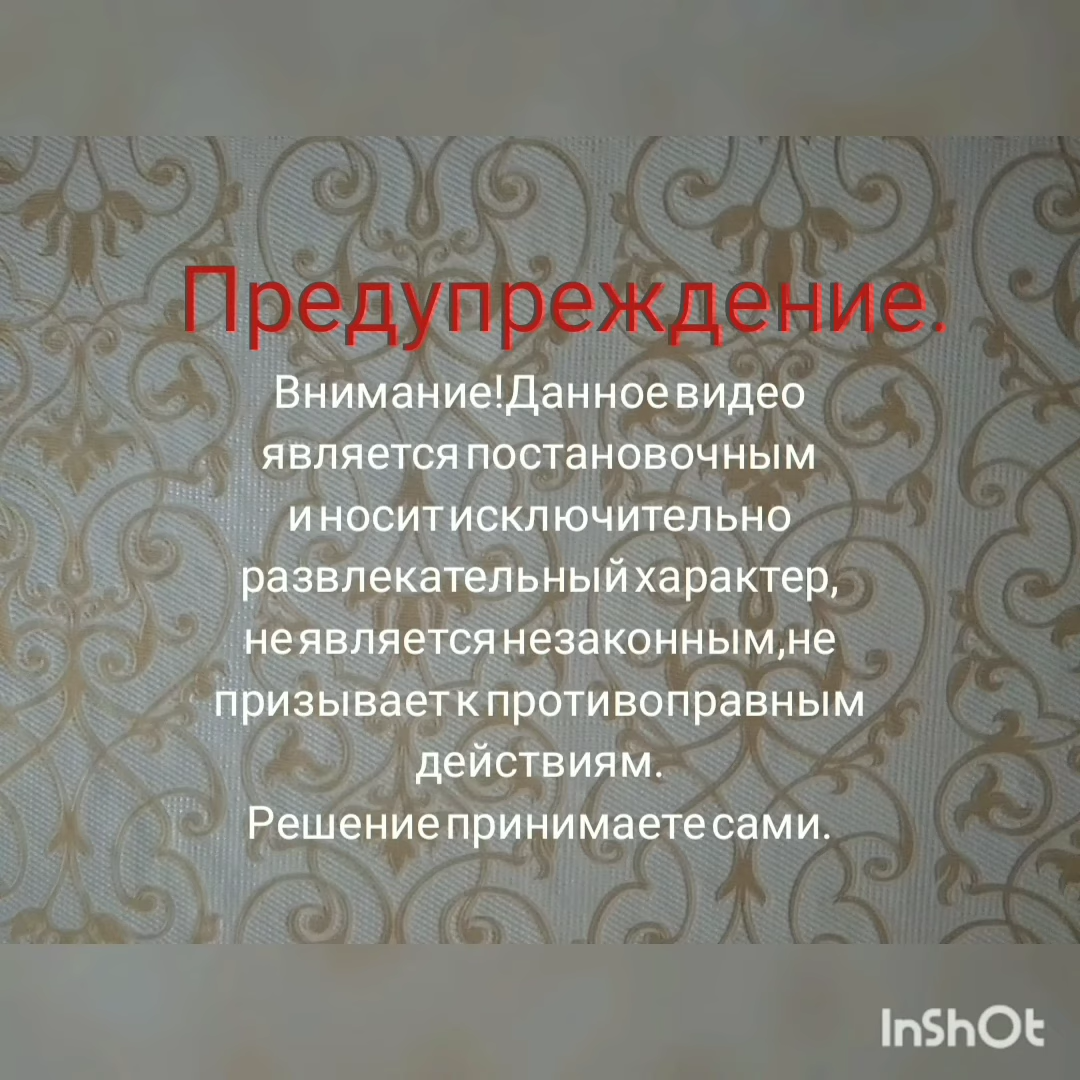 Предупреждение.
Внимание!Данное видео
является постановочным
и носит исключительно
развлекательный характер,
не является незаконным,не
призывает к противоправным
действиям.
Решение принимаете сами.
InShOt